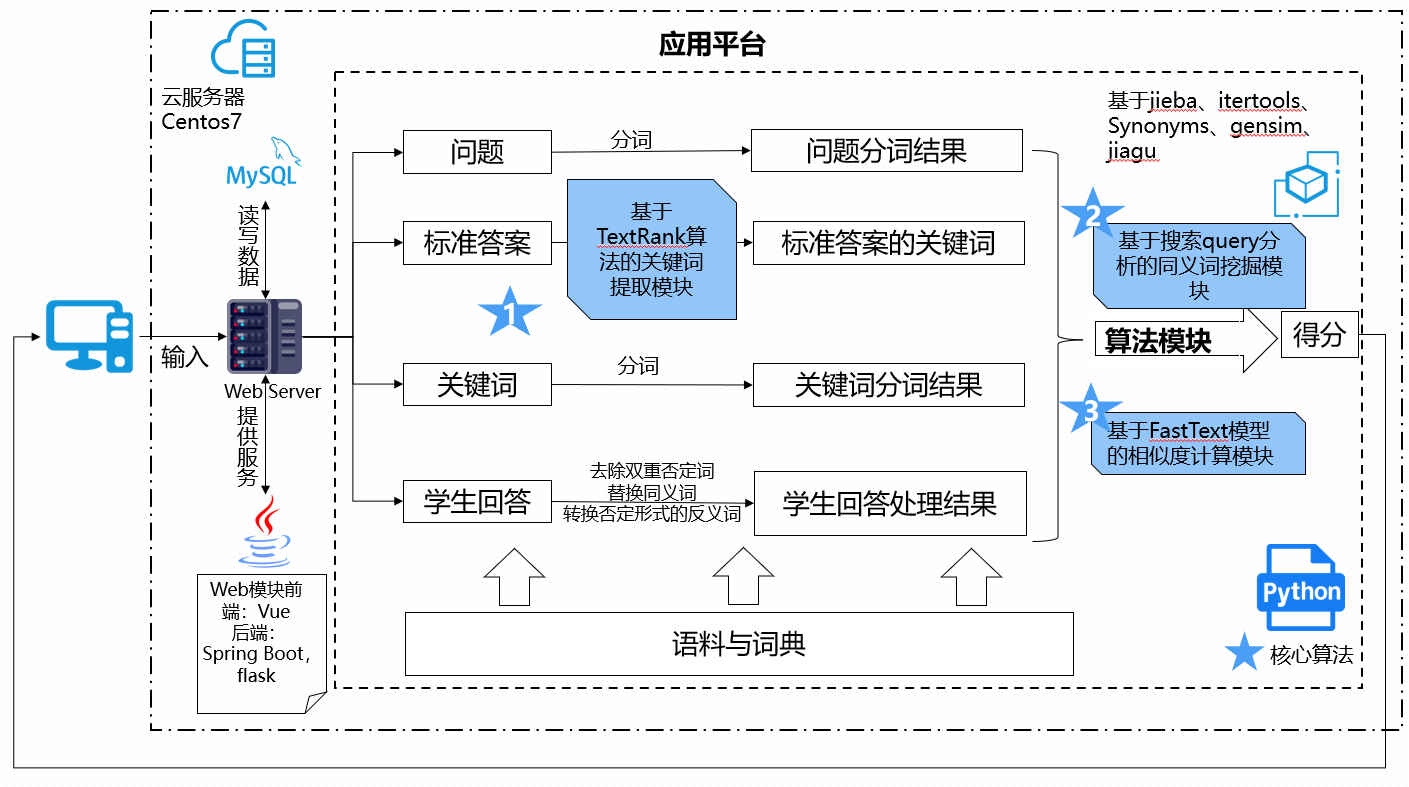 应用平台
云服务器
Centos7
MySQL
读
写
数
据
输入
Web Server
提
供
服
务
Web模块前
端：Vue
后端：
Spring Boot，
flask
问题
分词
问题分词结果
标准答案
基于
TextRank算
法的关键词
提取模块
1
标准答案的关键词
关键词
分词
关键词分词结果
学生回答
去除双重否定词
替换同义词
转换否定形式的反义词
学生回答处理结果
语料与词典
基于jieba、itertools、
Synonyms、gensim、
jiagu
2
基于搜索query分
析的同义词挖掘模
块
算法模块
得分
3
基于FastText模型
的相似度计算模块
Python
核心算法